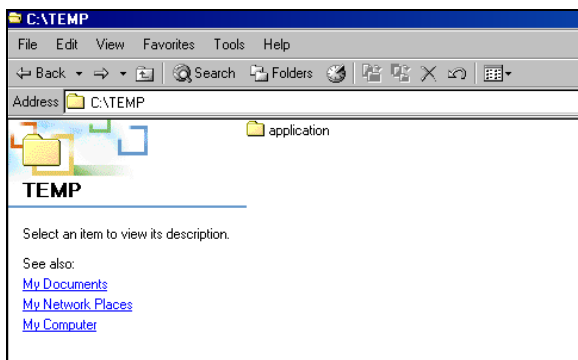 C:\TEMP
File Edit View Favorites Tools Help
Back Search Folders
Address C:\TEMP
application
TEMP
Select an item to view its description.
See also:
My Documents
My Network Places
My Computer